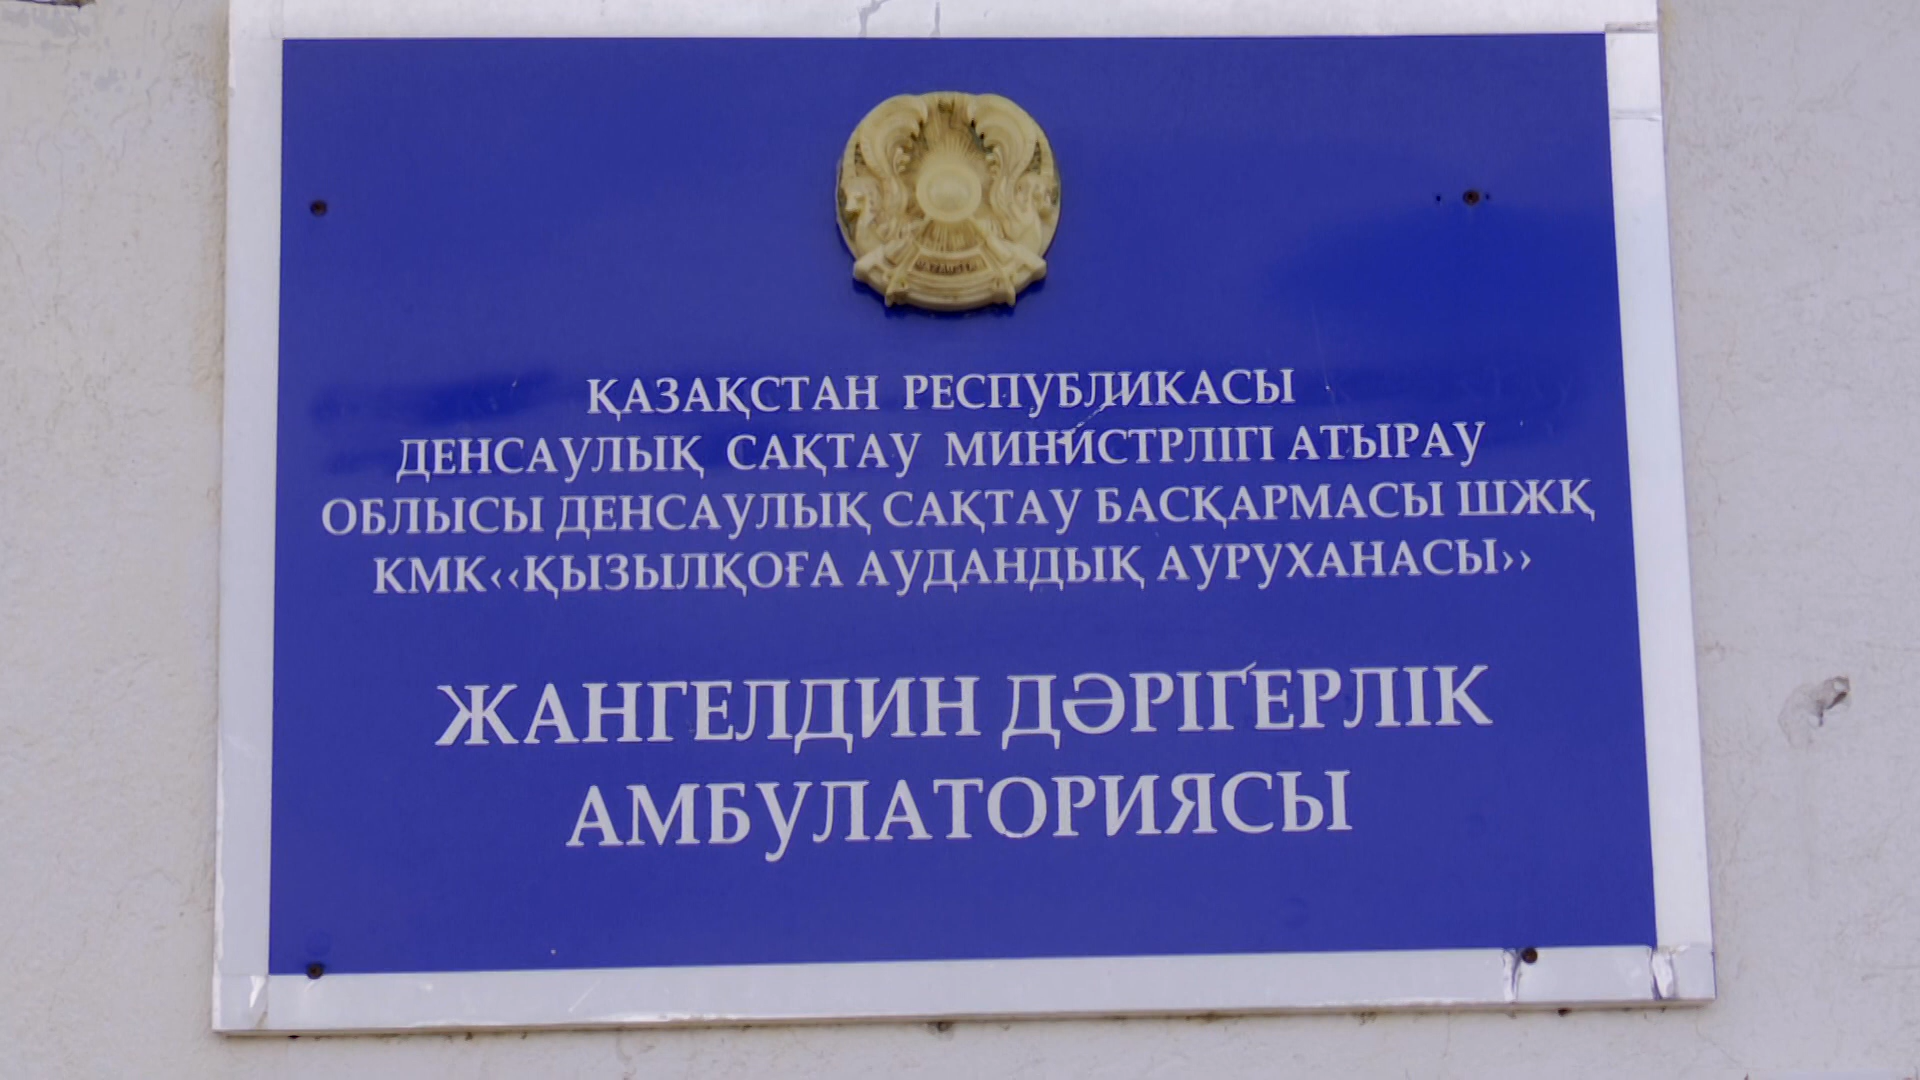 ҚАЗАҚСТАН РЕСПУБЛИКАСЫ
ДЕНСАУЛЫҚ САҚТАУ МИНИСТРЛІГІ АТЫРАУ
ОБЛЫСЫ ДЕНСАУЛЫҚ САҚТАУ БАСҚАРМАСЫ ШЖҚ
КМК‹‹ҚЫЗЫЛҚОҒА АУДАНДЫҚ АУРУХАНАСЫ››
ЖАНГЕЛДИН ДӘРІГЕРЛІК
АМБУЛАТОРИЯСЫ